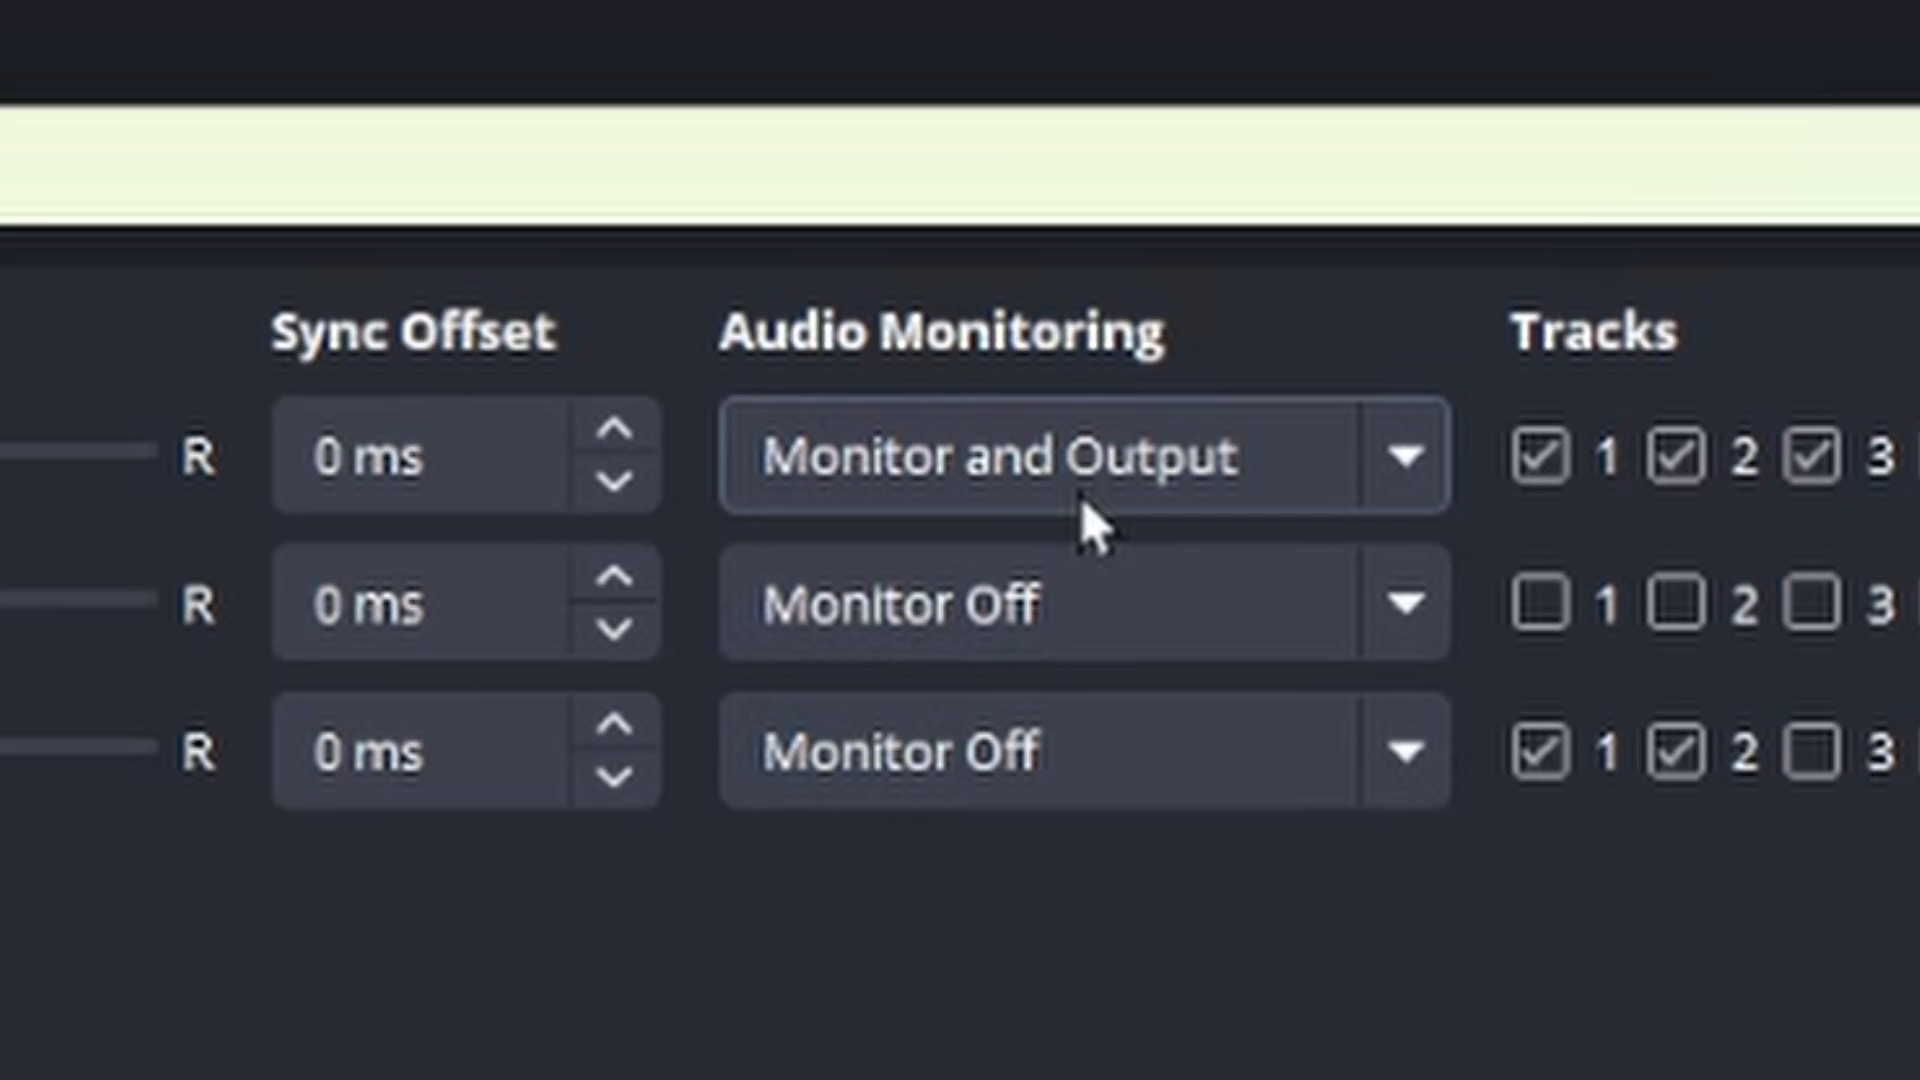 Sync Offset Audio Monitoring Tracks
R 0 ms Monitor and Output 1 2 3
R 0 ms Monitor Off 1 2 3
R 0 ms Monitor Off 1 2 3